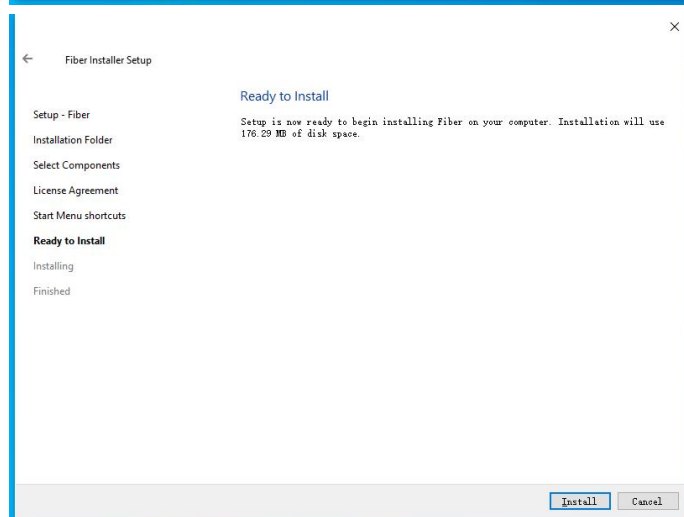 Fiber Installer Setup
Setup - Fiber
Installation Folder
Select Components
License Agreement
Start Menu shortcuts
Ready to Install
Installing
Finished
Ready to Install
Setup is now ready to begin installing Fiber on your computer. Installation will use
176.29 MB of disk space.
Install
Cancel